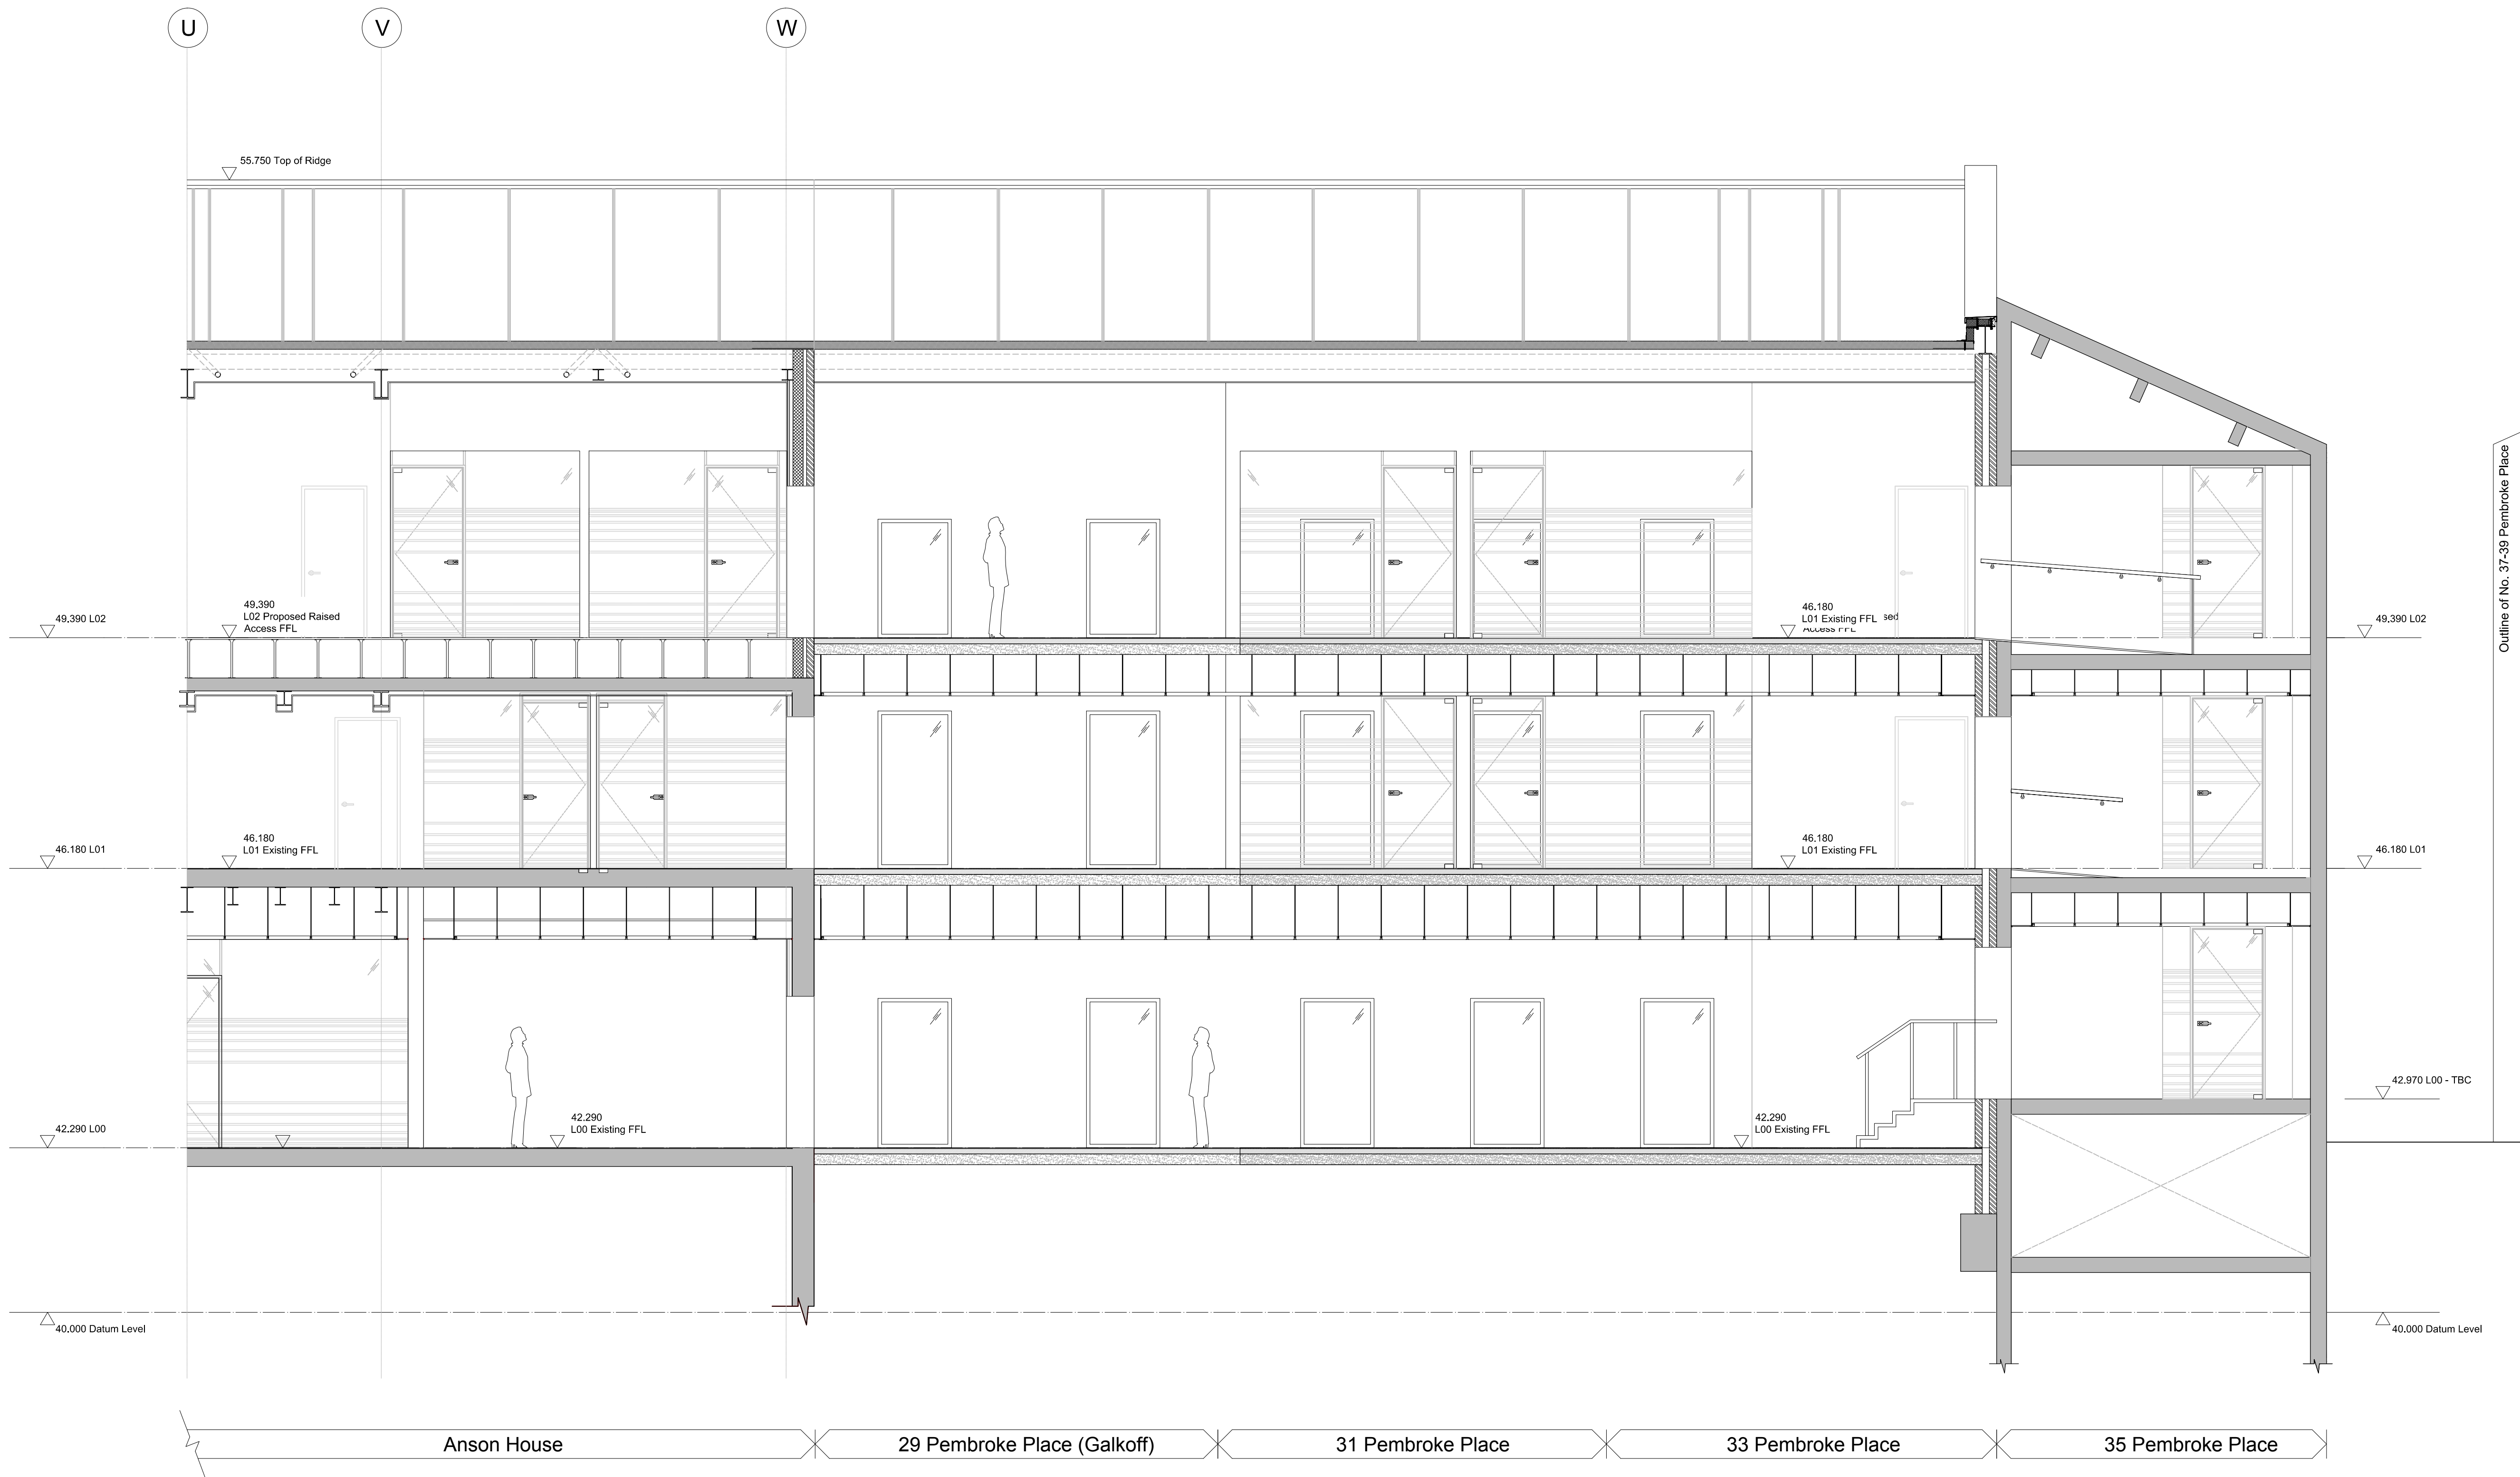 U
V
W
55.750 Top of Ridge
Outline of No. 37-39 Pembroke Place
49.390
L02 Proposed Raised
Access FFL
49.390 L02
46.180
L01 Existing FFL
sed
Access FFL
49.390 L02
46.180
L01 Existing FFL
46.180 L01
46.180
L01 Existing FFL
46.180 L01
42.970 L00 - TBC
42.290 L00
42.290
L00 Existing FFL
42.290
L00 Existing FFL
40.000 Datum Level
40.000 Datum Level
Anson House
29 Pembroke Place (Galkoff)
31 Pembroke Place
33 Pembroke Place
35 Pembroke Place